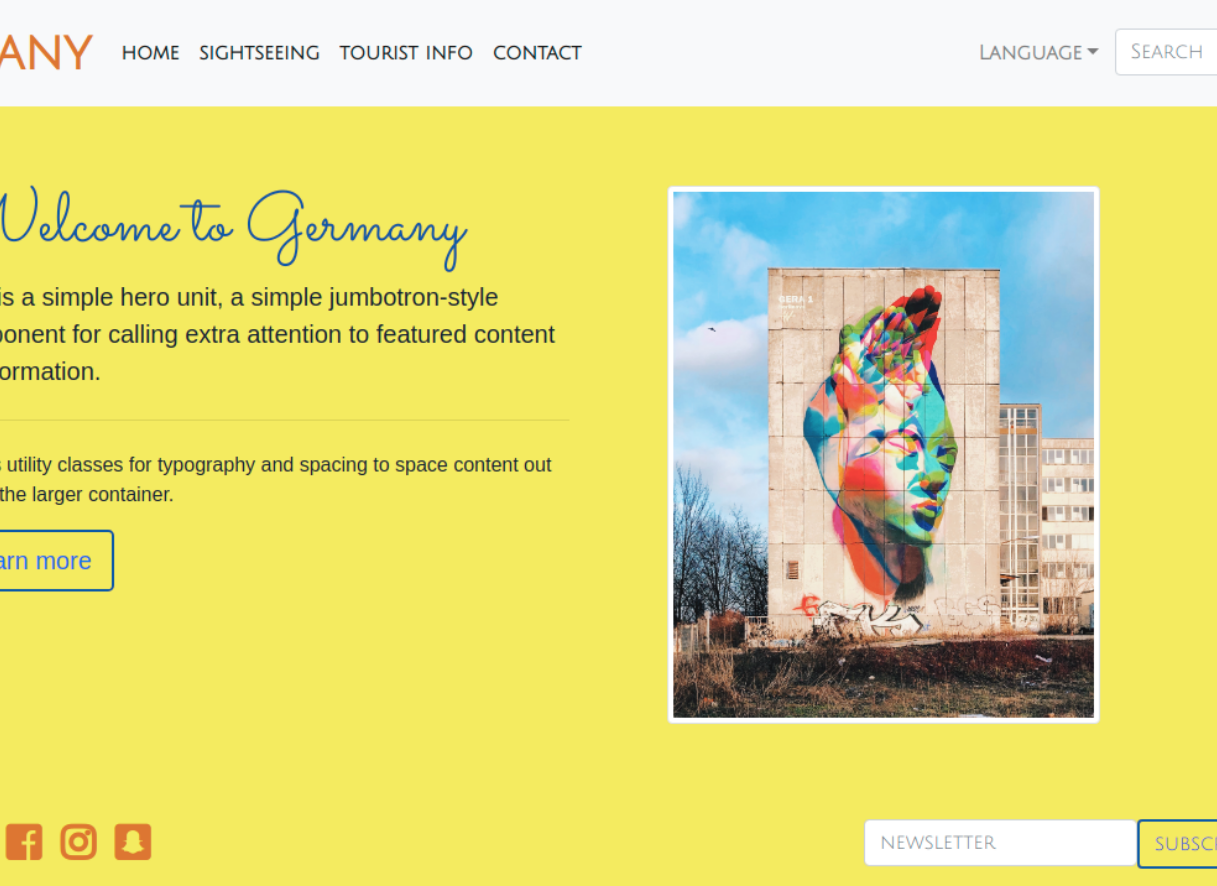 ANY HOME SIGHTSEEING TOURIST INFO CONTACT LANGUAGE SEARCH
Welcome to Germany
is a simple hero unit, a simple jumbotron-style
ponent for calling extra attention to featured content
ormation.
s utility classes for typography and spacing to space content out
the larger container.
arn more
GERA 1
NEWSLETTER SUBSC